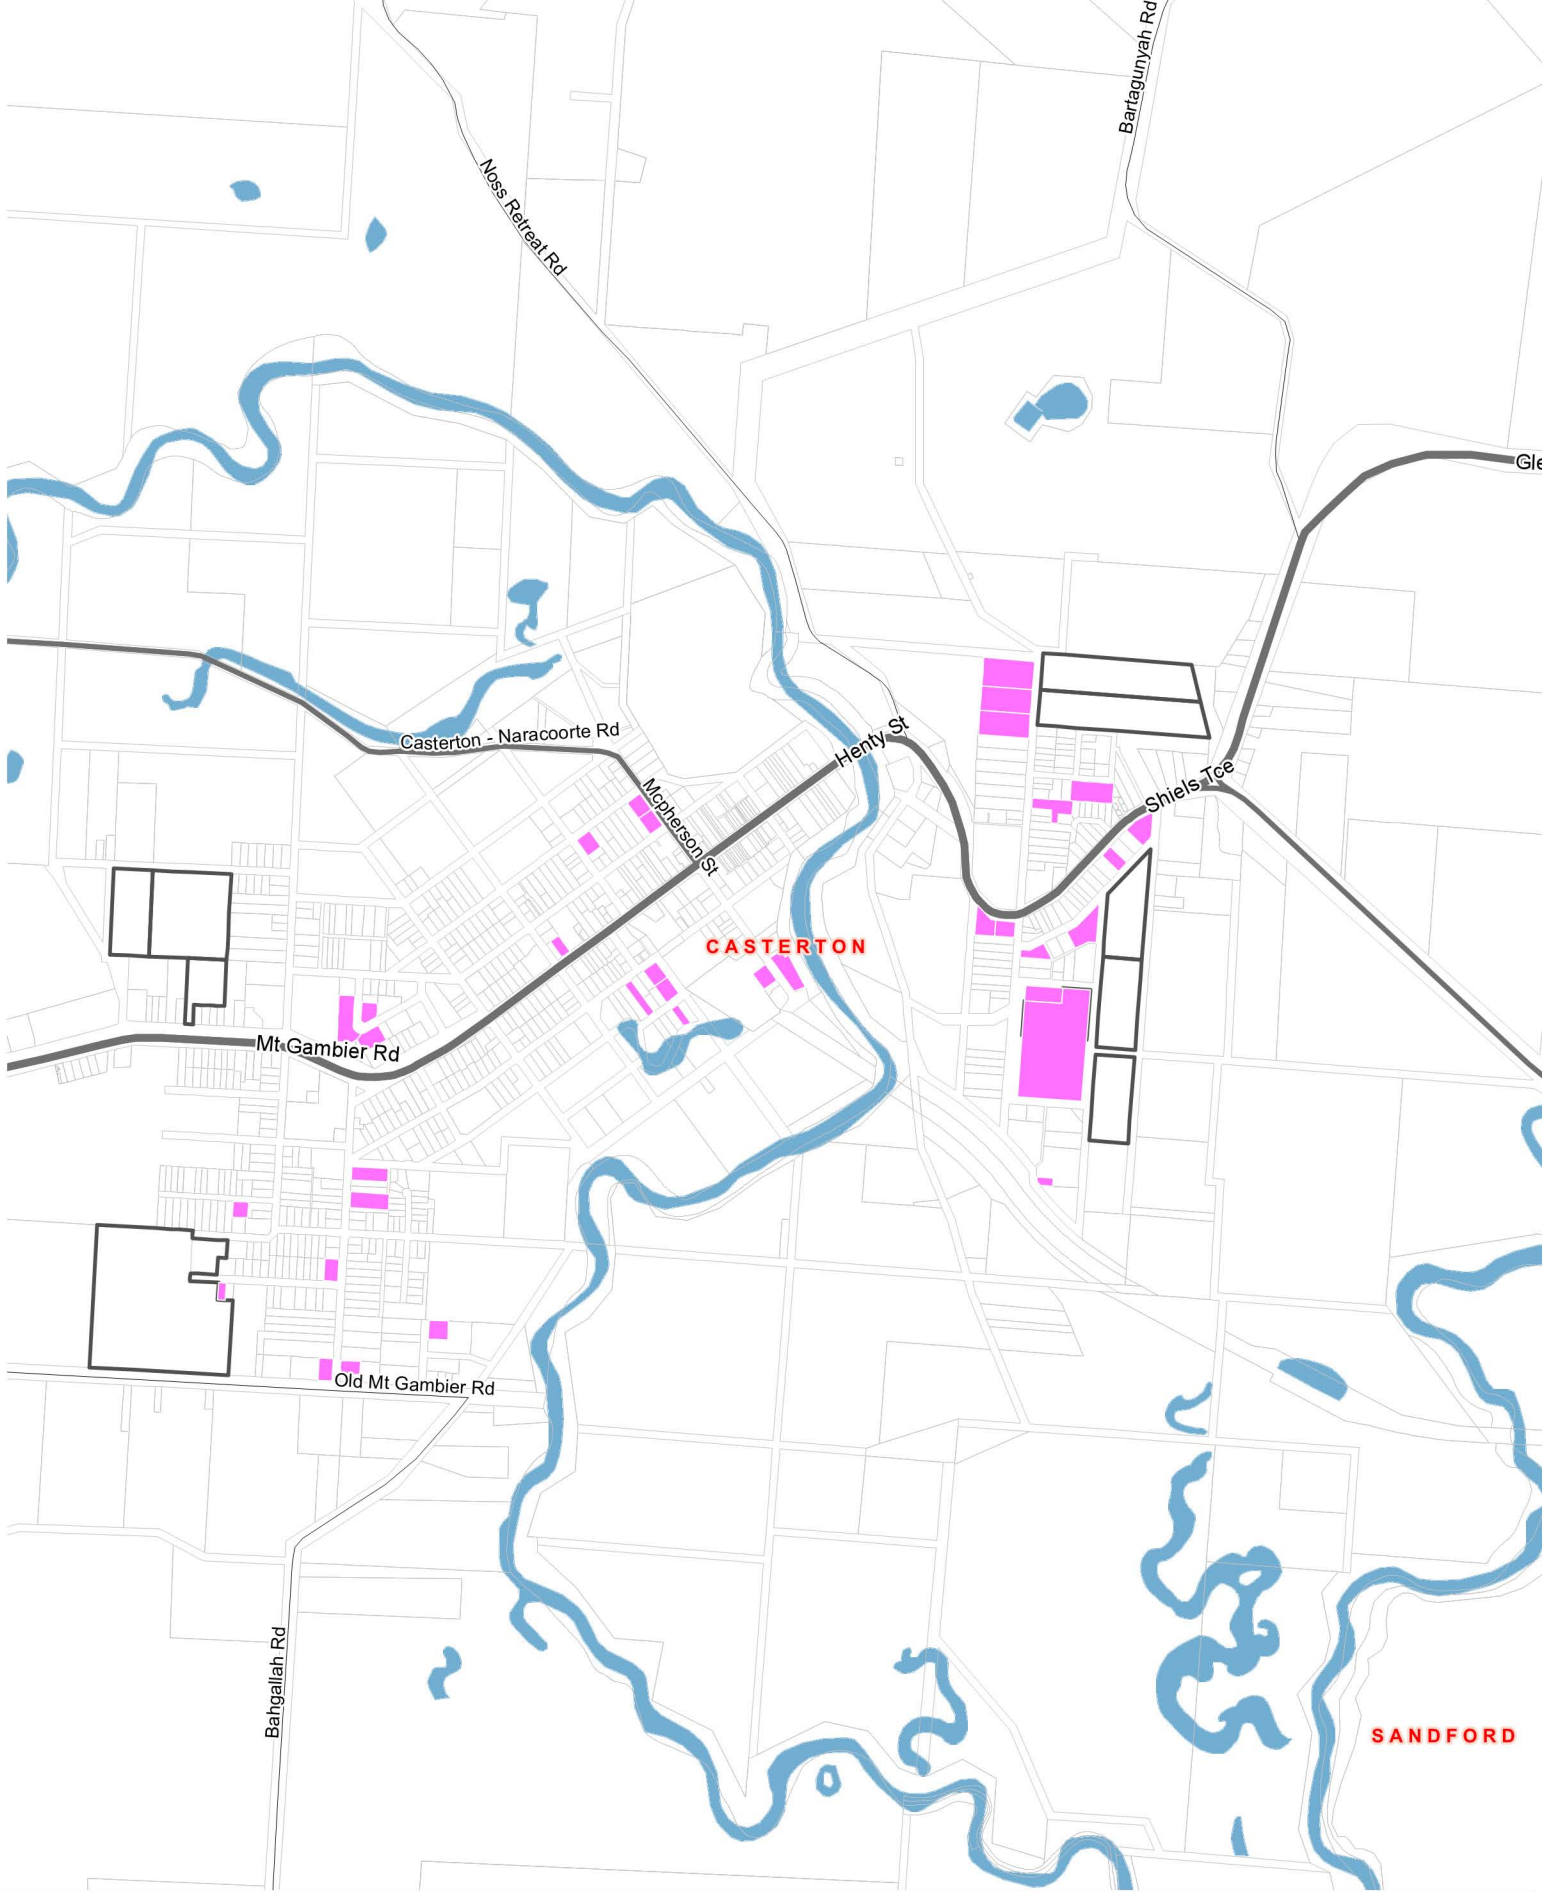 Bartagunyah Rd
Noss Retreat Rd
Gle
Casterton - Naracoorte Rd
Henty St
Mcpherson St
Shiels Tce
CASTERTON
Mt Gambier Rd
Old Mt Gambier Rd
Bahgallah Rd
SANDFORD